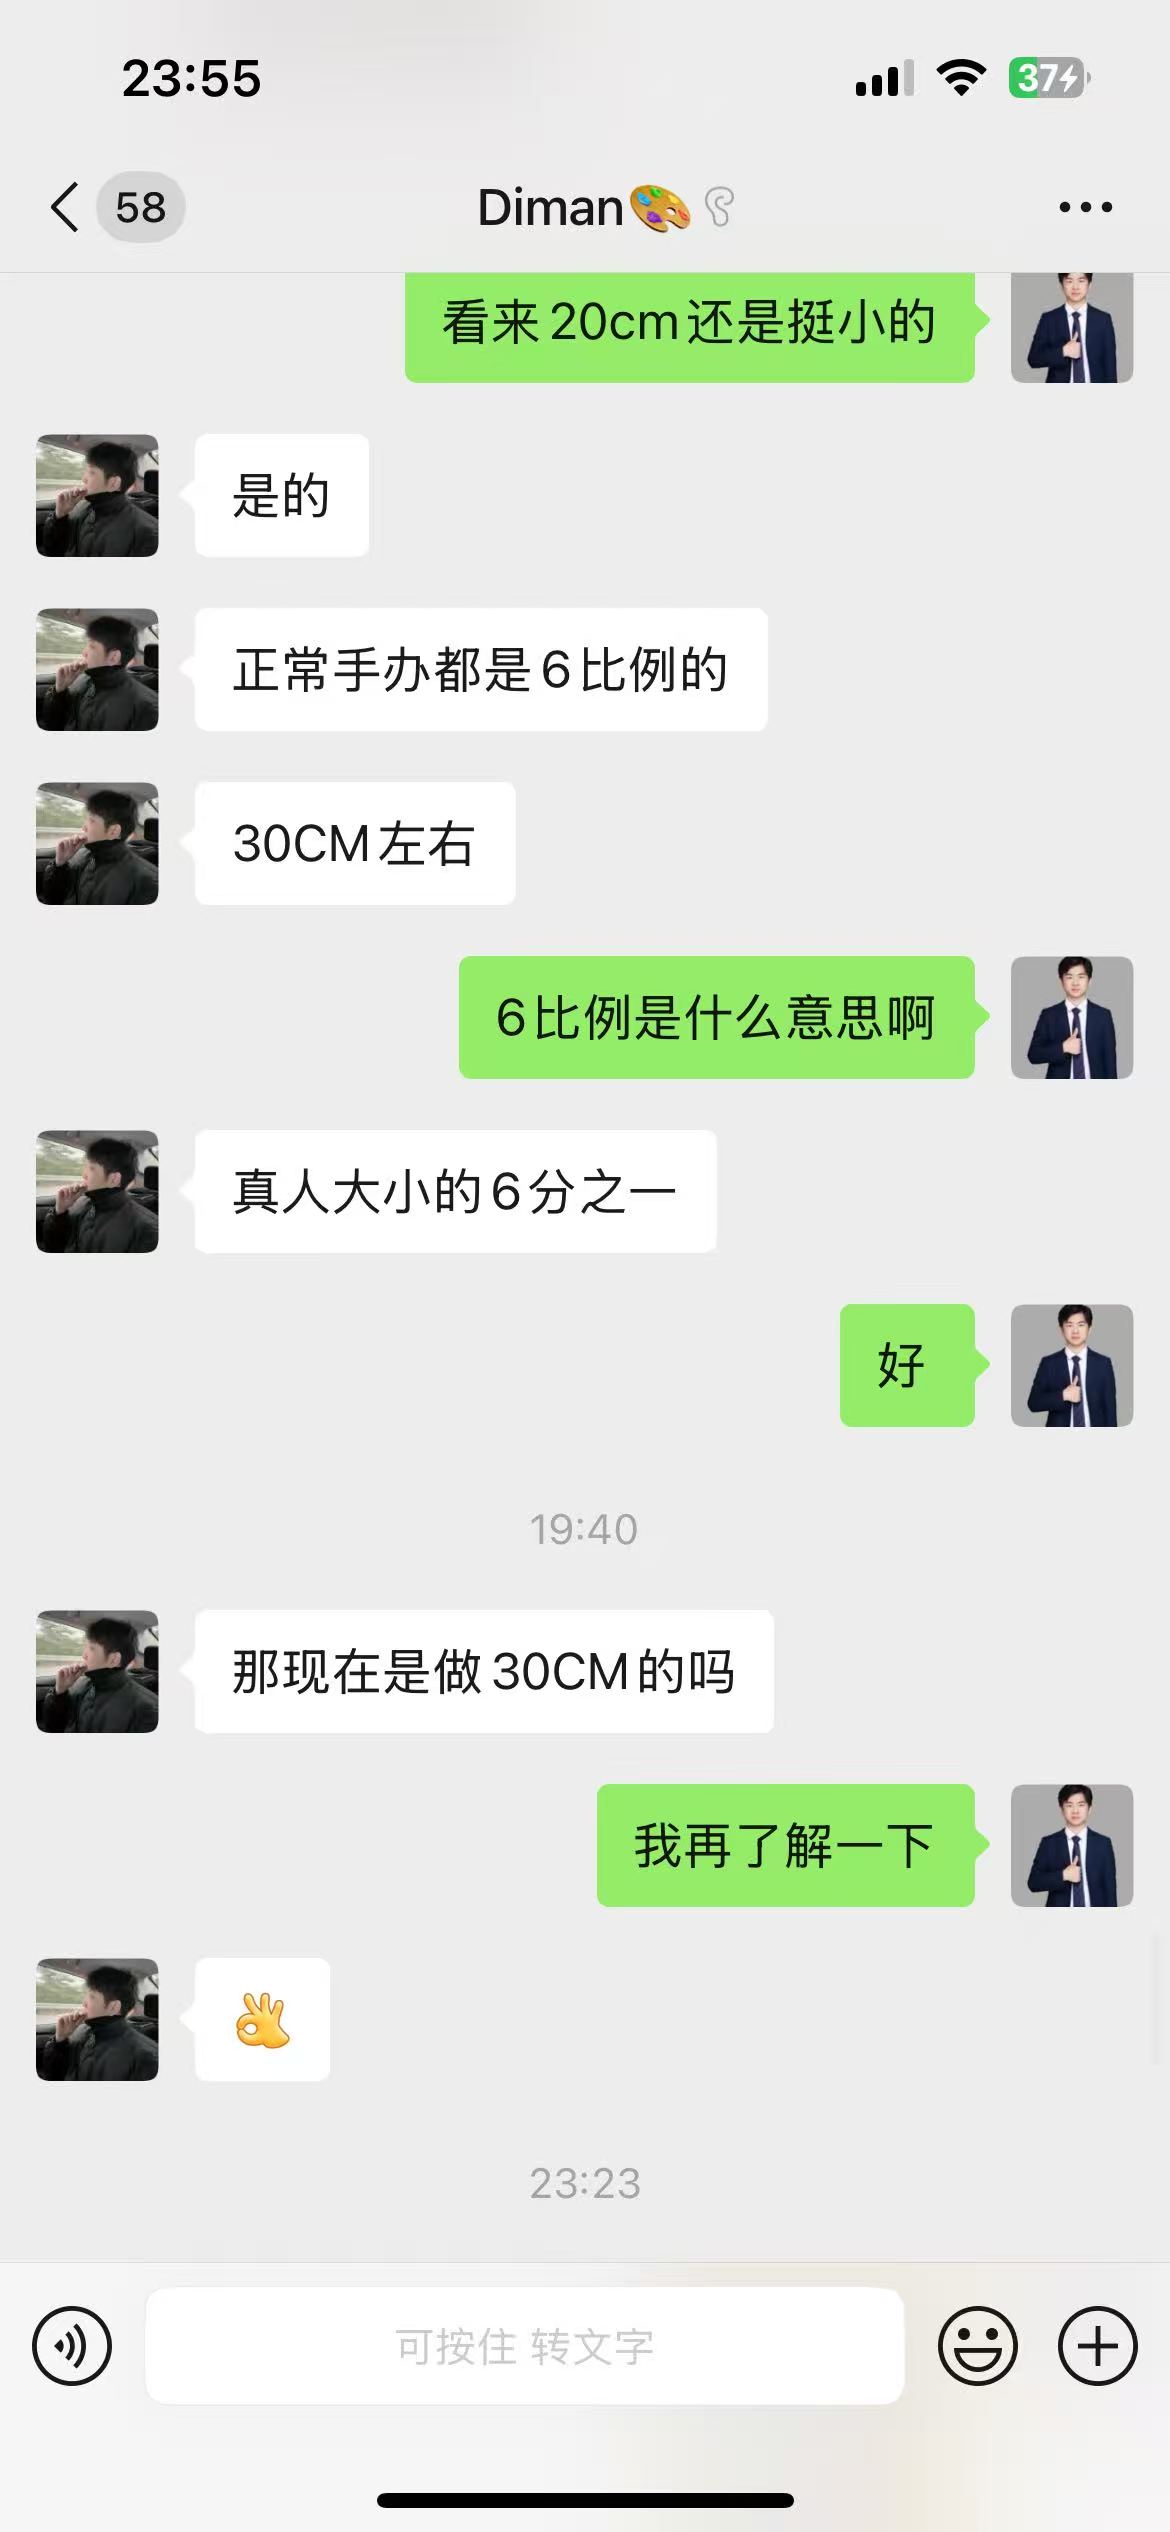 23:55
37
58
Diman🎨
看来20cm还是挺小的
是的
正常手办都是6比例的
30CM左右
6比例是什么意思啊
真人大小的6分之一
好
19:40
那现在是做30CM的吗
我再了解一下
👌
23:23
可按住 转文字